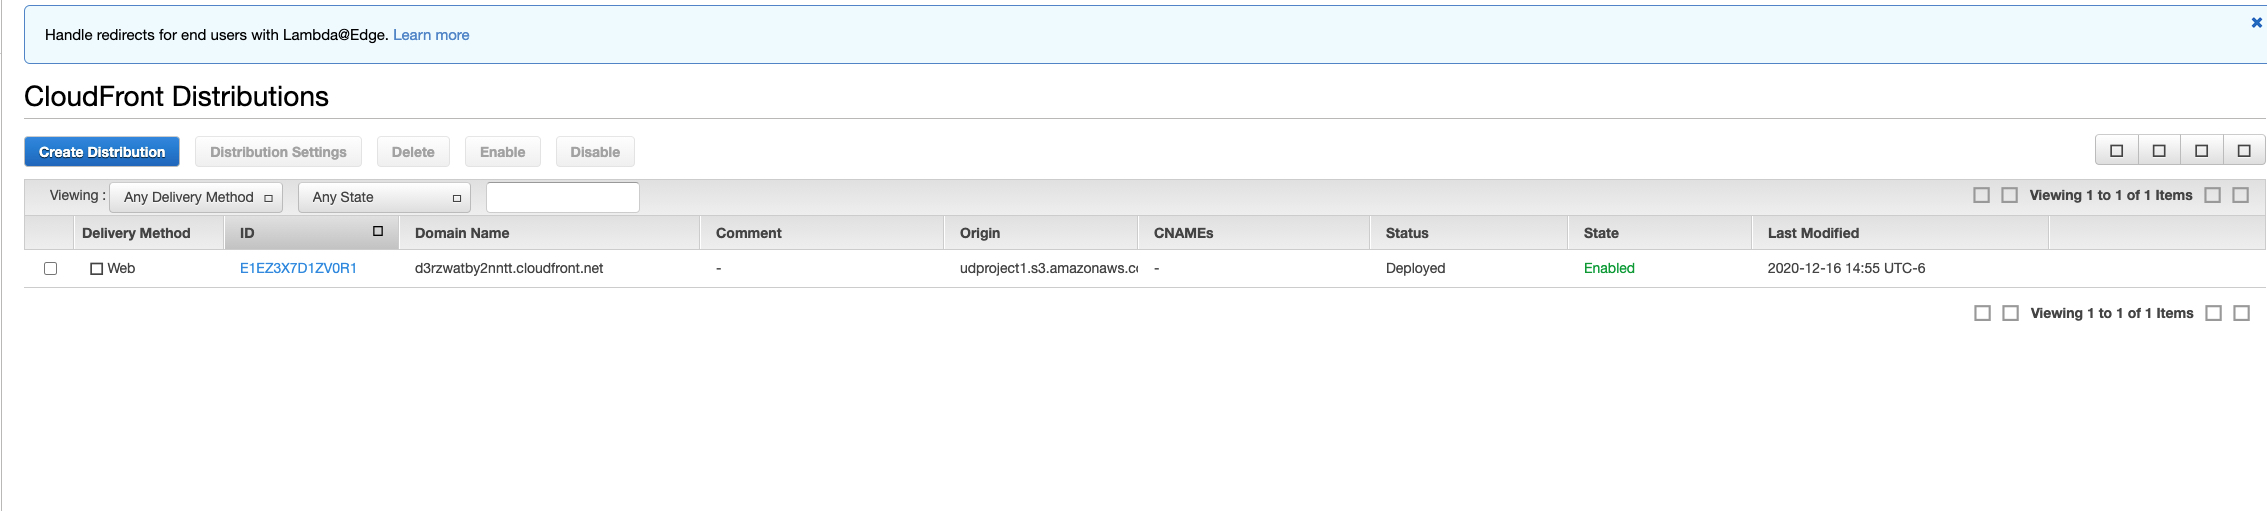 Handle redirects for end users with Lambda@Edge. Learn more
CloudFront Distributions
Create Distribution Distribution Settings Delete Enable Disable
Viewing : Any Delivery Method Any State Viewing 1 to 1 of 1 Items
Delivery Method ID Domain Name Comment Origin CNAMEs Status State Last Modified
Web E1EZ3X7D1ZV0R1 d3rzwatby2nntt.cloudfront.net - udproject1.s3.amazonaws.c - Deployed Enabled 2020-12-16 14:55 UTC-6
Viewing 1 to 1 of 1 Items